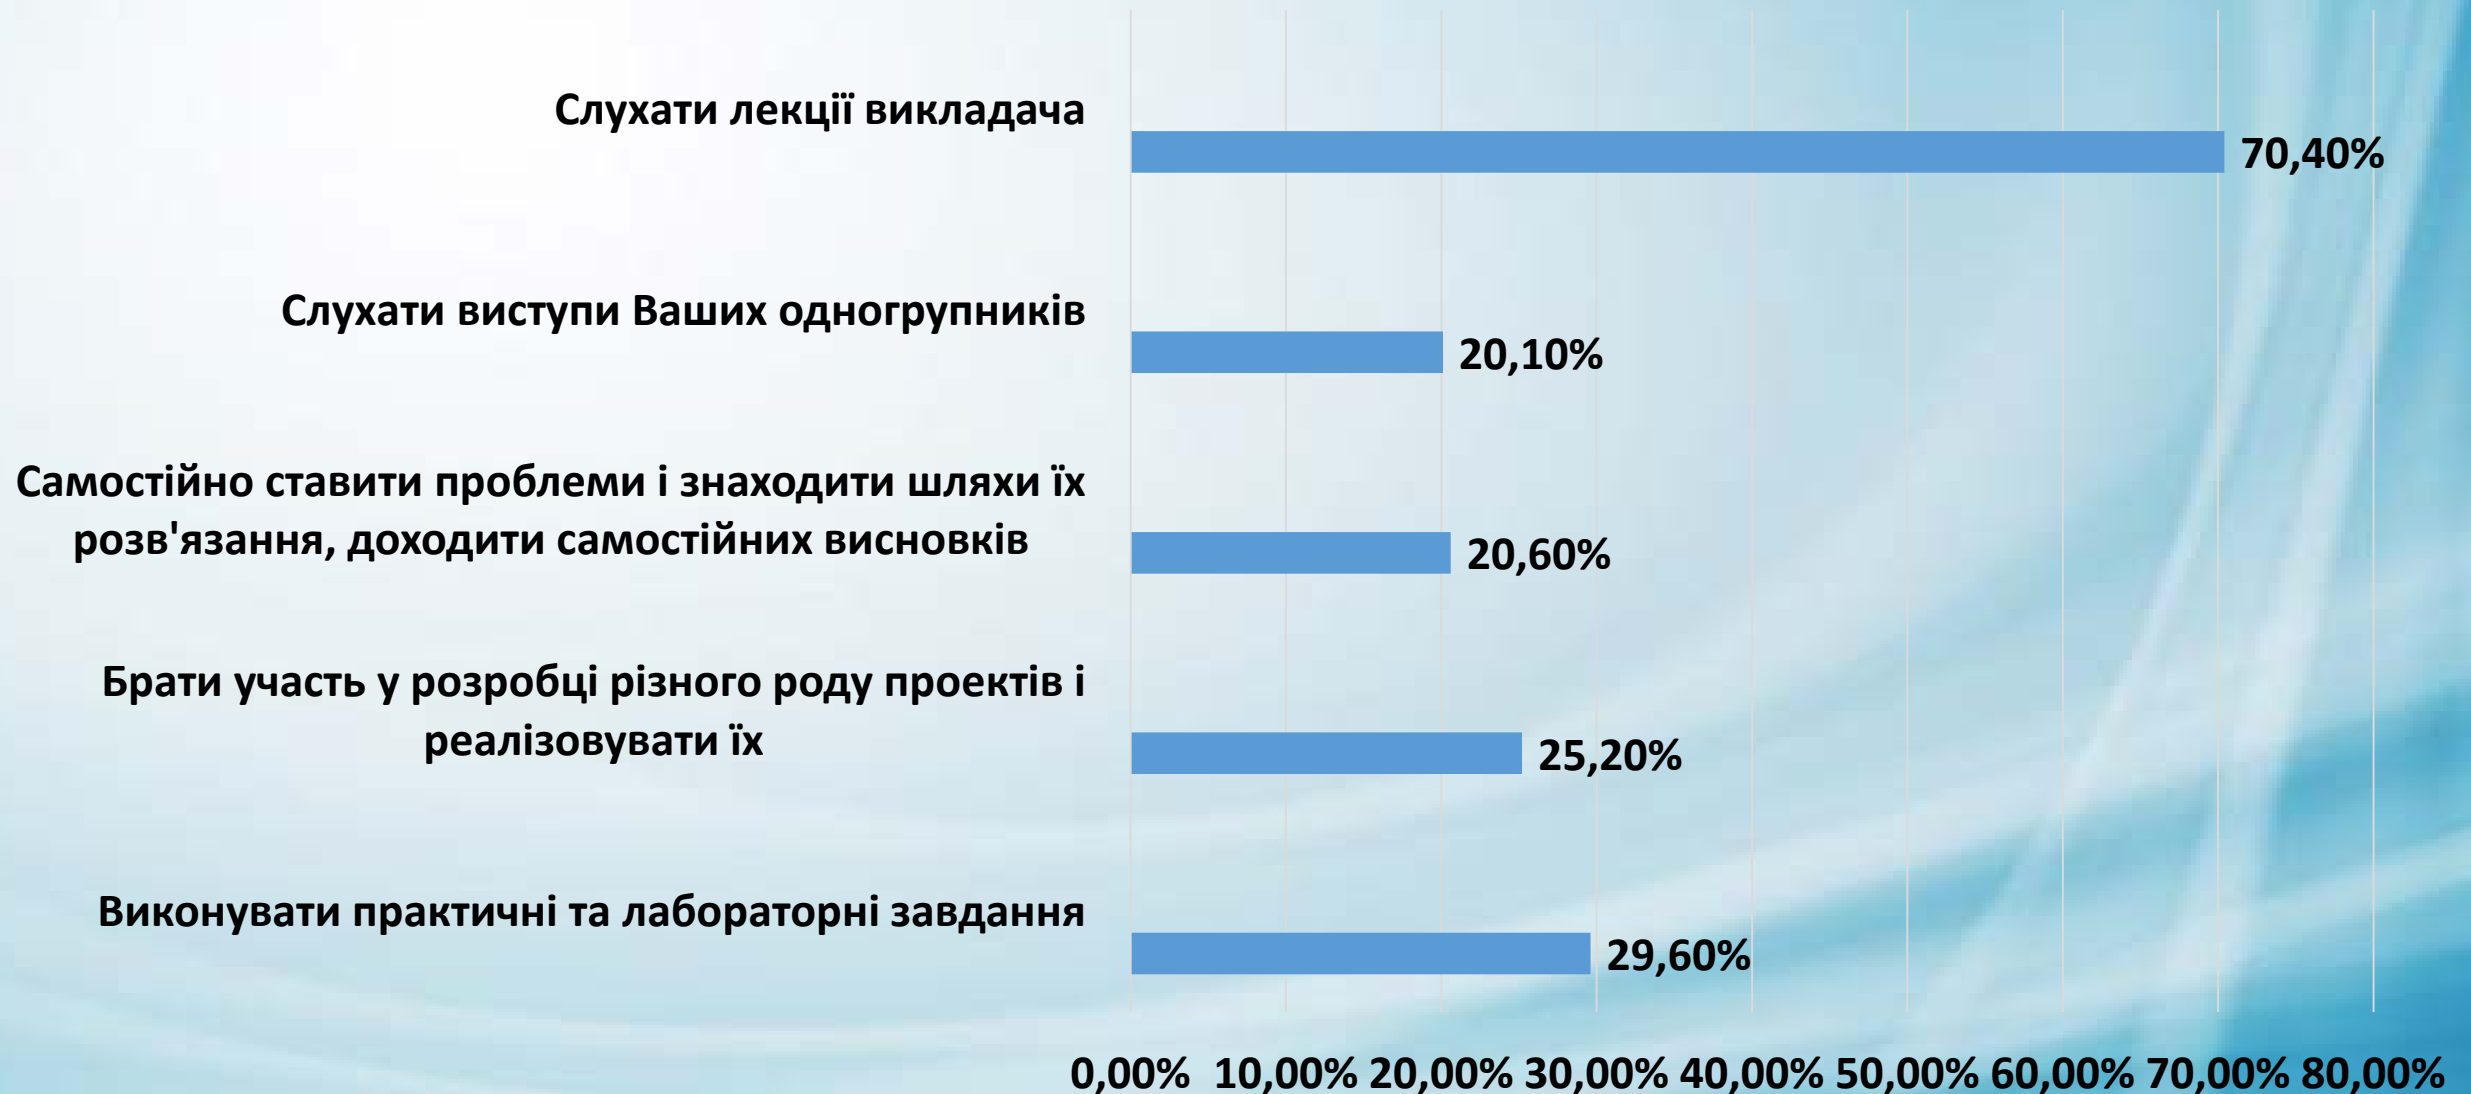 Слухати лекції викладача
70,40%
Слухати виступи Ваших одногрупників
20,10%
Самостійно ставити проблеми і знаходити шляхи їх
розв'язання, доходити самостійних висновків
20,60%
Брати участь у розробці різного роду проектів і
реалізовувати їх
25,20%
Виконувати практичні та лабораторні завдання
29,60%
0,00% 10,00% 20,00% 30,00% 40,00% 50,00% 60,00% 70,00% 80,00%